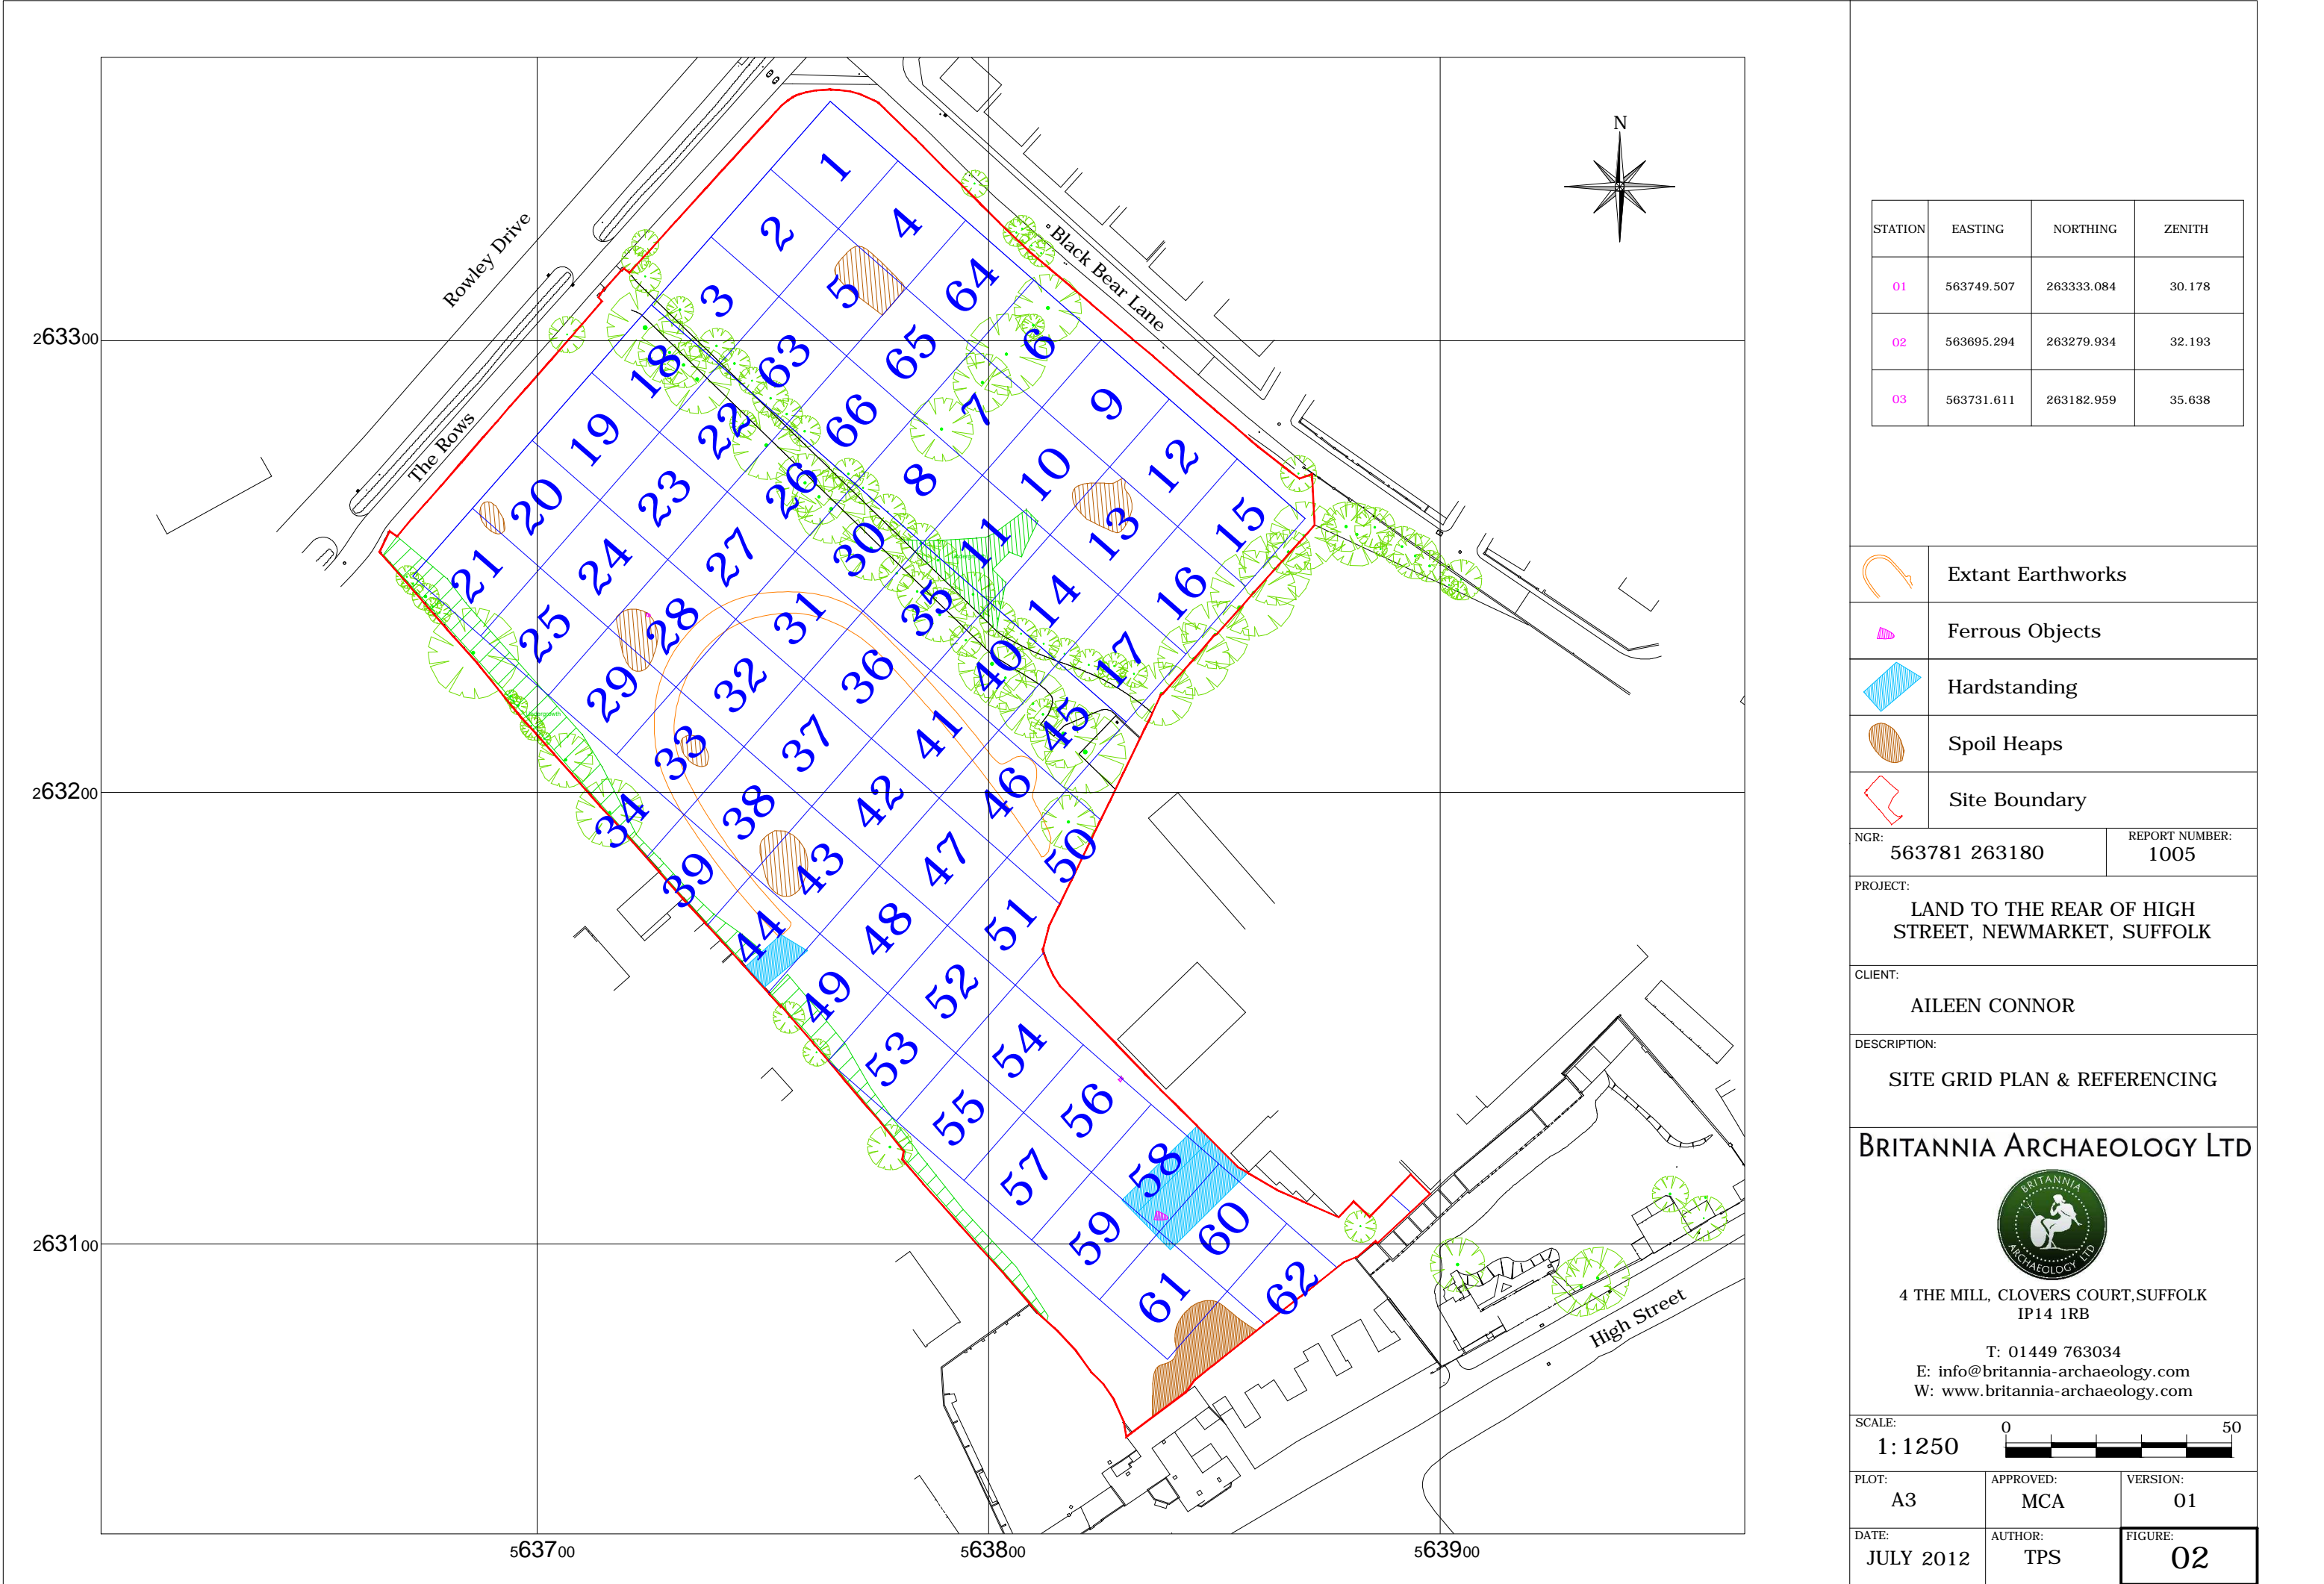 N
Rowley Drive
The Rows
Black Bear Lane
High Street
263300
263200
263100
563700
563800
563900
1
2
3
4
5
64
6
63
65
18
66
7
9
22
19
10
12
8
23
26
20
15
11
13
27
24
30
21
14
16
35
31
28
25
17
40
36
32
29
45
41
37
33
46
42
38
34
50
47
43
39
51
48
44
52
49
54
53
56
55
58
57
60
59
62
61
STATION EASTING NORTHING ZENITH
01 563749.507 263333.084 30.178
02 563695.294 263279.934 32.193
03 563731.611 263182.959 35.638
Extant Earthworks
Ferrous Objects
Hardstanding
Spoil Heaps
Site Boundary
NGR: 563781 263180
REPORT NUMBER: 1005
PROJECT:
LAND TO THE REAR OF HIGH
STREET, NEWMARKET, SUFFOLK
CLIENT:
AILEEN CONNOR
DESCRIPTION:
SITE GRID PLAN & REFERENCING
BRITANNIA ARCHAEOLOGY LTD
BRITANNIA
ARCHAEOLOGY LTD
4 THE MILL, CLOVERS COURT,SUFFOLK
IP14 1RB
T: 01449 763034
E: info@britannia-archaeology.com
W: www.britannia-archaeology.com
SCALE:
1:1250
0 50
PLOT: APPROVED: VERSION:
A3 MCA 01
DATE: AUTHOR: FIGURE:
JULY 2012 TPS 02